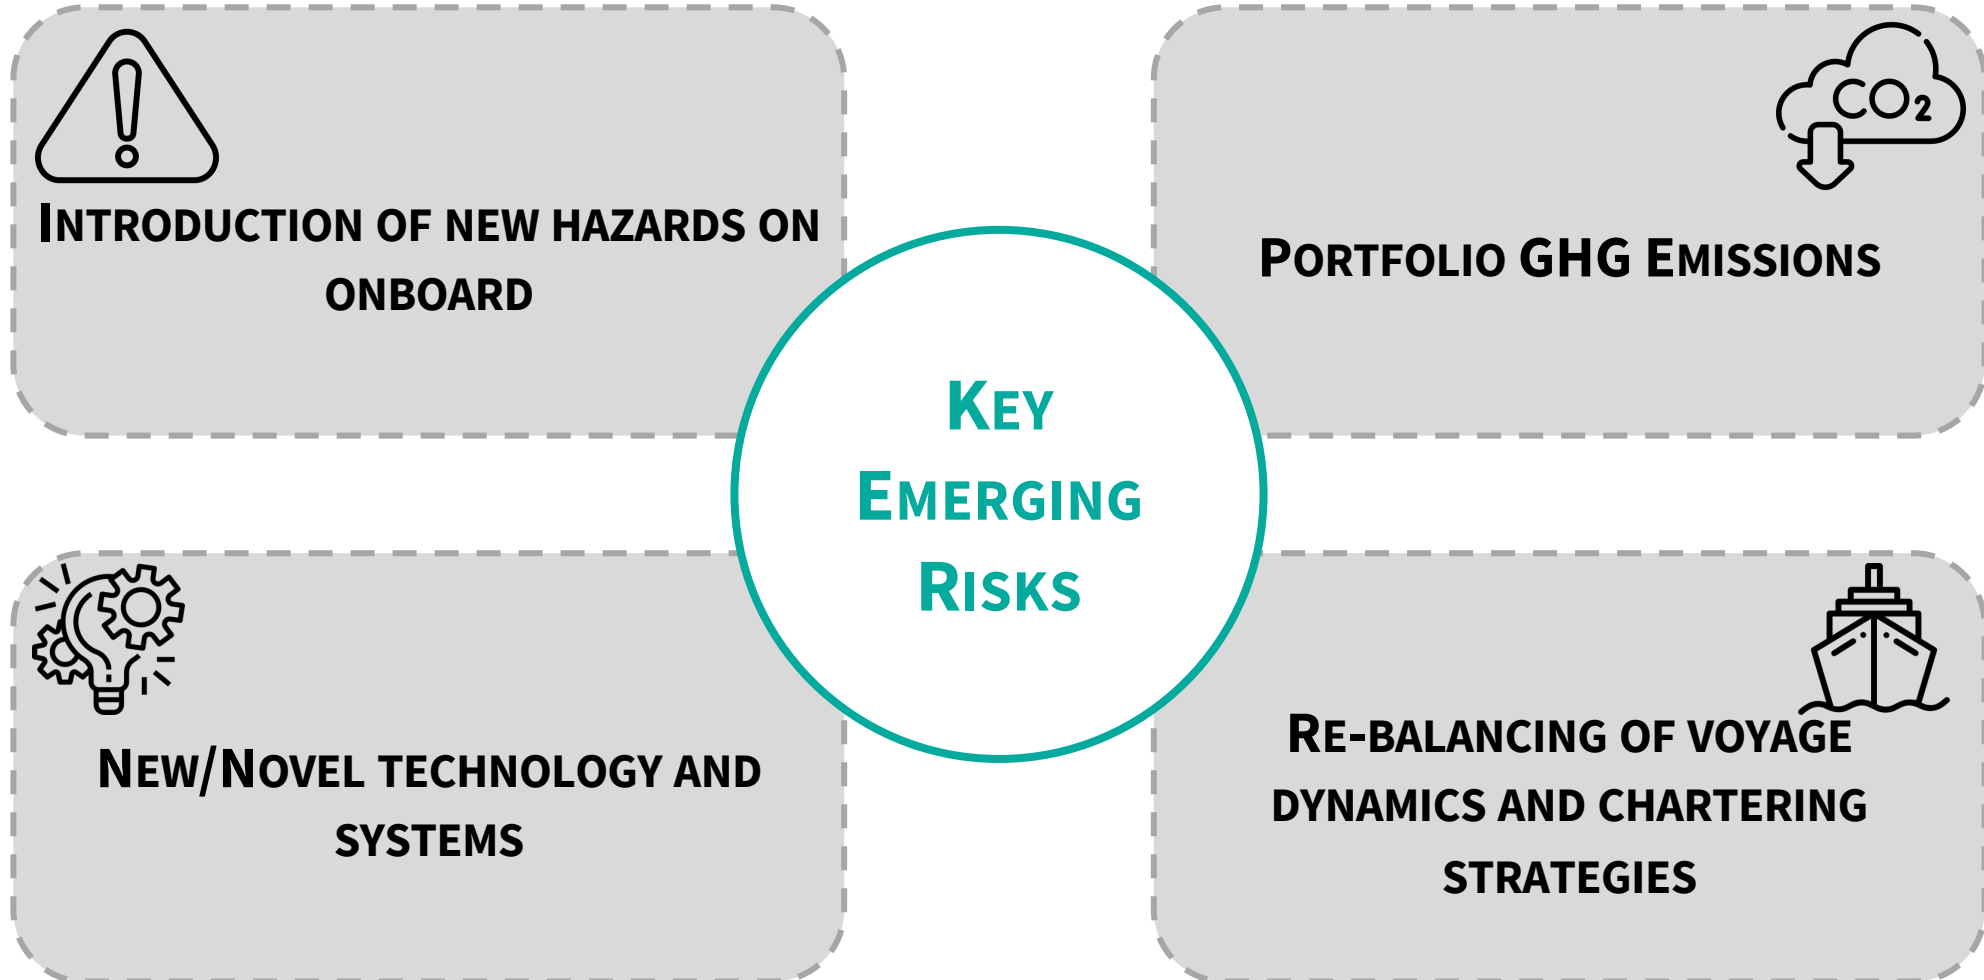 Introduction of new hazards on
onboard
CO2
Portfolio GHG Emissions
Key
Emerging
Risks
New/Novel technology and
systems
Re-balancing of voyage
dynamics and chartering
strategies